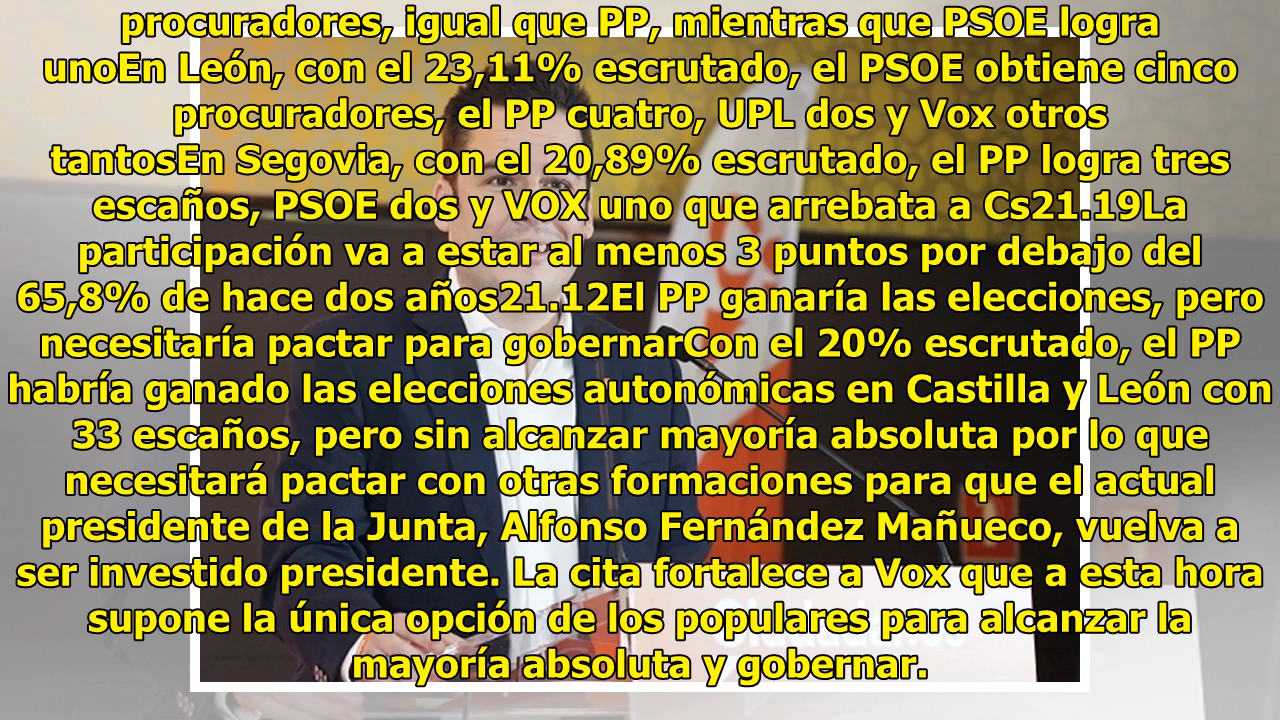 procuradores, igual que PP, mientras que PSOE logra
unoEn León, con el 23,11% escrutado, el PSOE obtiene cinco
procuradores, el PP cuatro, UPL dos y Vox otros
tantosEn Segovia, con el 20,89% escrutado, el PP logra tres
escaños, PSOE dos y VOX uno que arrebata a Cs21.19La
participación va a estar al menos 3 puntos por debajo del
65,8% de hace dos años21.12El PP ganaría las elecciones, pero
necesitaría pactar para gobernarCon el 20% escrutado, el PP
habría ganado las elecciones autonómicas en Castilla y León con
33 escaños, pero sin alcanzar mayoría absoluta por lo que
necesitará pactar con otras formaciones para que el actual
presidente de la Junta, Alfonso Fernández Mañueco, vuelva a
ser investido presidente. La cita fortalece a Vox que a esta hora
supone la única opción de los populares para alcanzar la
mayoría absoluta y gobernar.